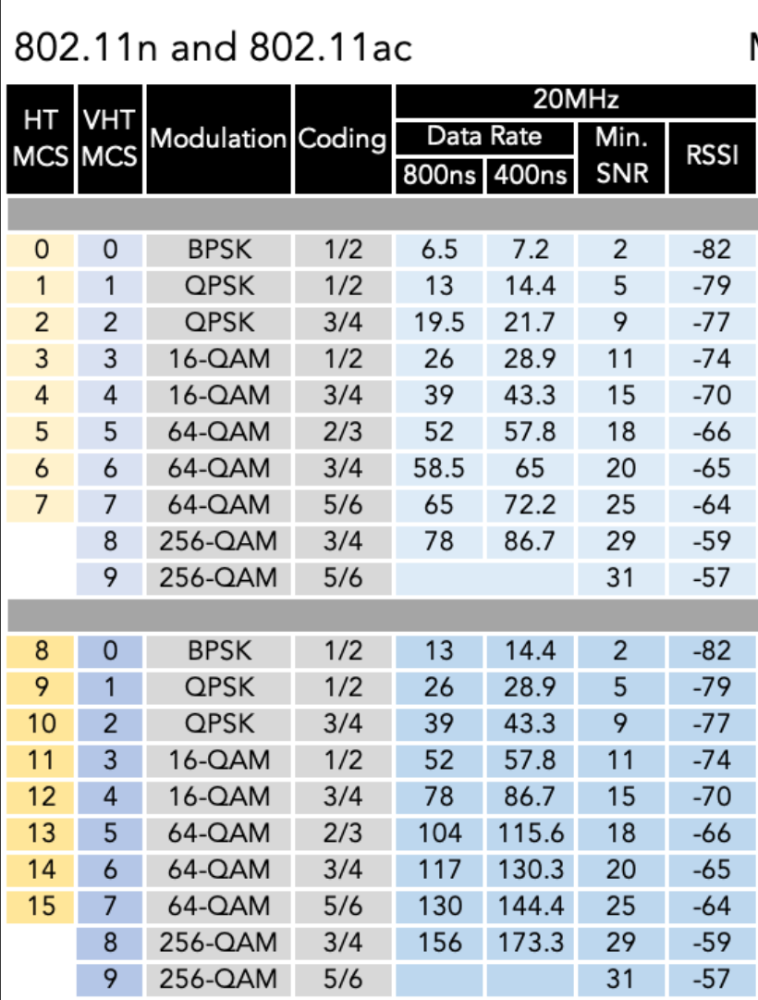 802.11n and 802.11ac
HT MCS VHT MCS Modulation Coding 20MHz
Data Rate Min. SNR RSSI
800ns 400ns
0 0 BPSK 1/2 6.5 7.2 2 -82
1 1 QPSK 1/2 13 14.4 5 -79
2 2 QPSK 3/4 19.5 21.7 9 -77
3 3 16-QAM 1/2 26 28.9 11 -74
4 4 16-QAM 3/4 39 43.3 15 -70
5 5 64-QAM 2/3 52 57.8 18 -66
6 6 64-QAM 3/4 58.5 65 20 -65
7 7 64-QAM 5/6 65 72.2 25 -64
8 256-QAM 3/4 78 86.7 29 -59
9 256-QAM 5/6 31 -57
8 0 BPSK 1/2 13 14.4 2 -82
9 1 QPSK 1/2 26 28.9 5 -79
10 2 QPSK 3/4 39 43.3 9 -77
11 3 16-QAM 1/2 52 57.8 11 -74
12 4 16-QAM 3/4 78 86.7 15 -70
13 5 64-QAM 2/3 104 115.6 18 -66
14 6 64-QAM 3/4 117 130.3 20 -65
15 7 64-QAM 5/6 130 144.4 25 -64
8 256-QAM 3/4 156 173.3 29 -59
9 256-QAM 5/6 31 -57